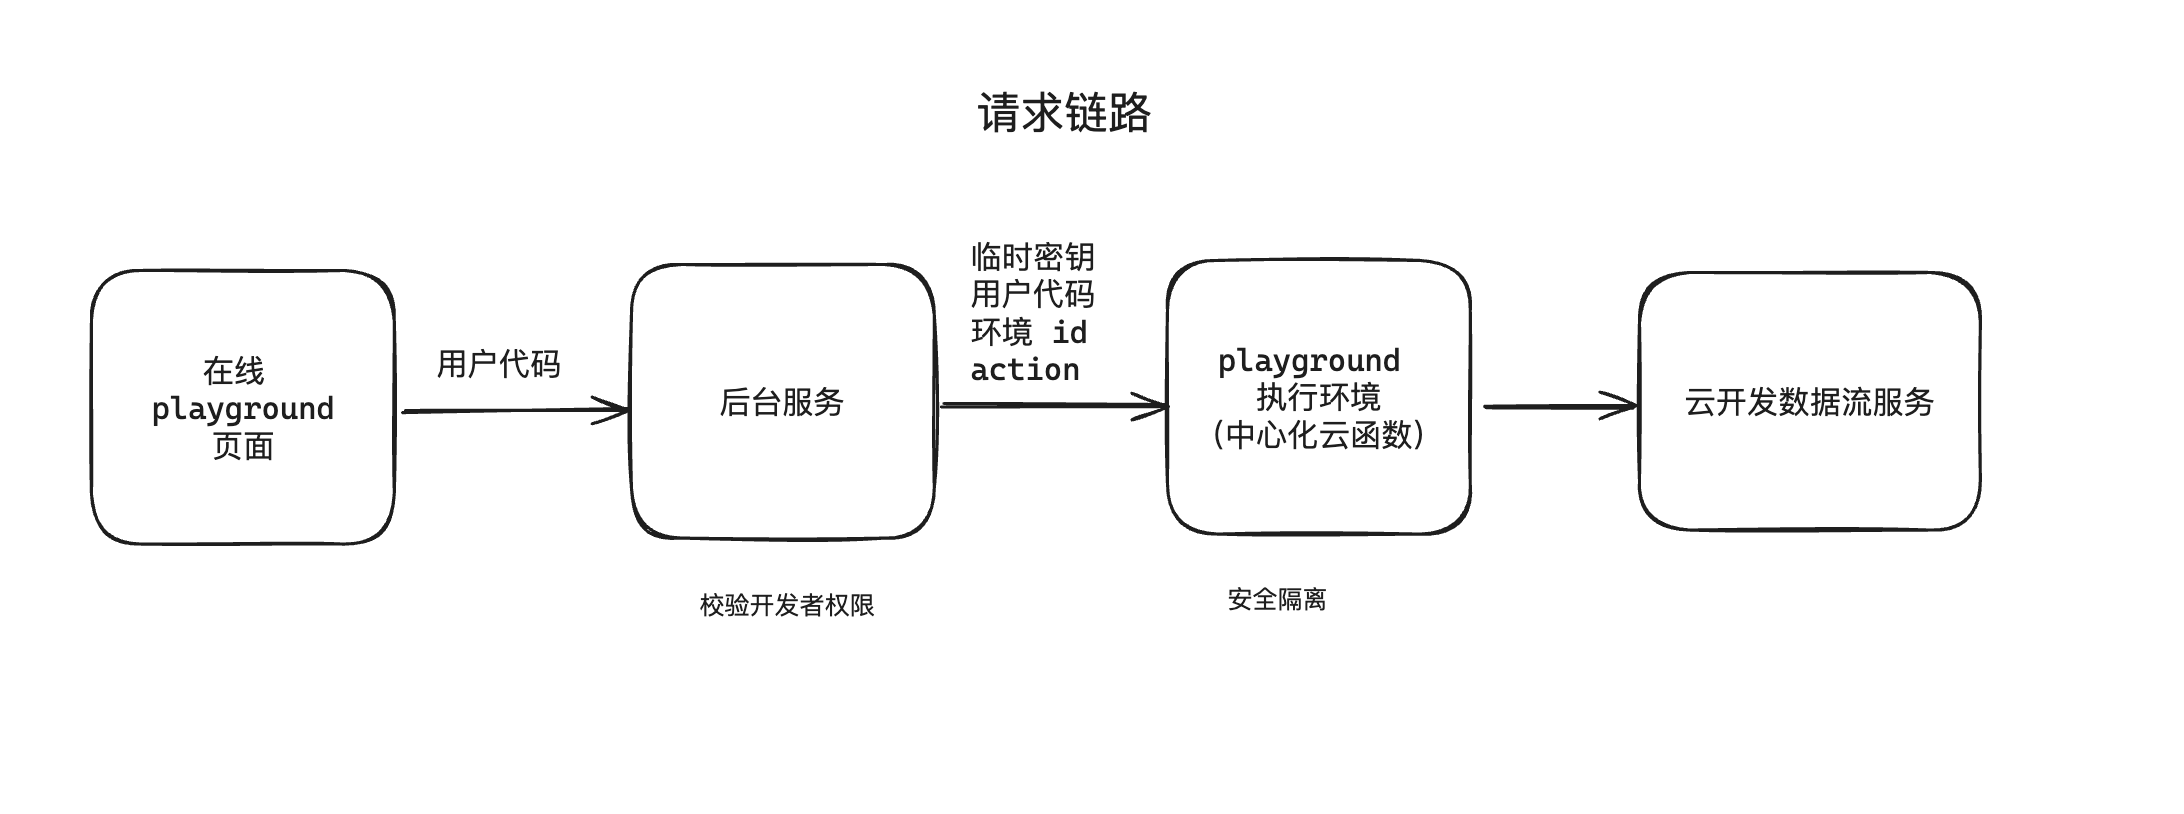 请求链路
在线
playground
页面
用户代码
后台服务
校验开发者权限
临时密钥
用户代码
环境 id
action
playground
执行环境
(中心化云函数)
安全隔离
云开发数据流服务